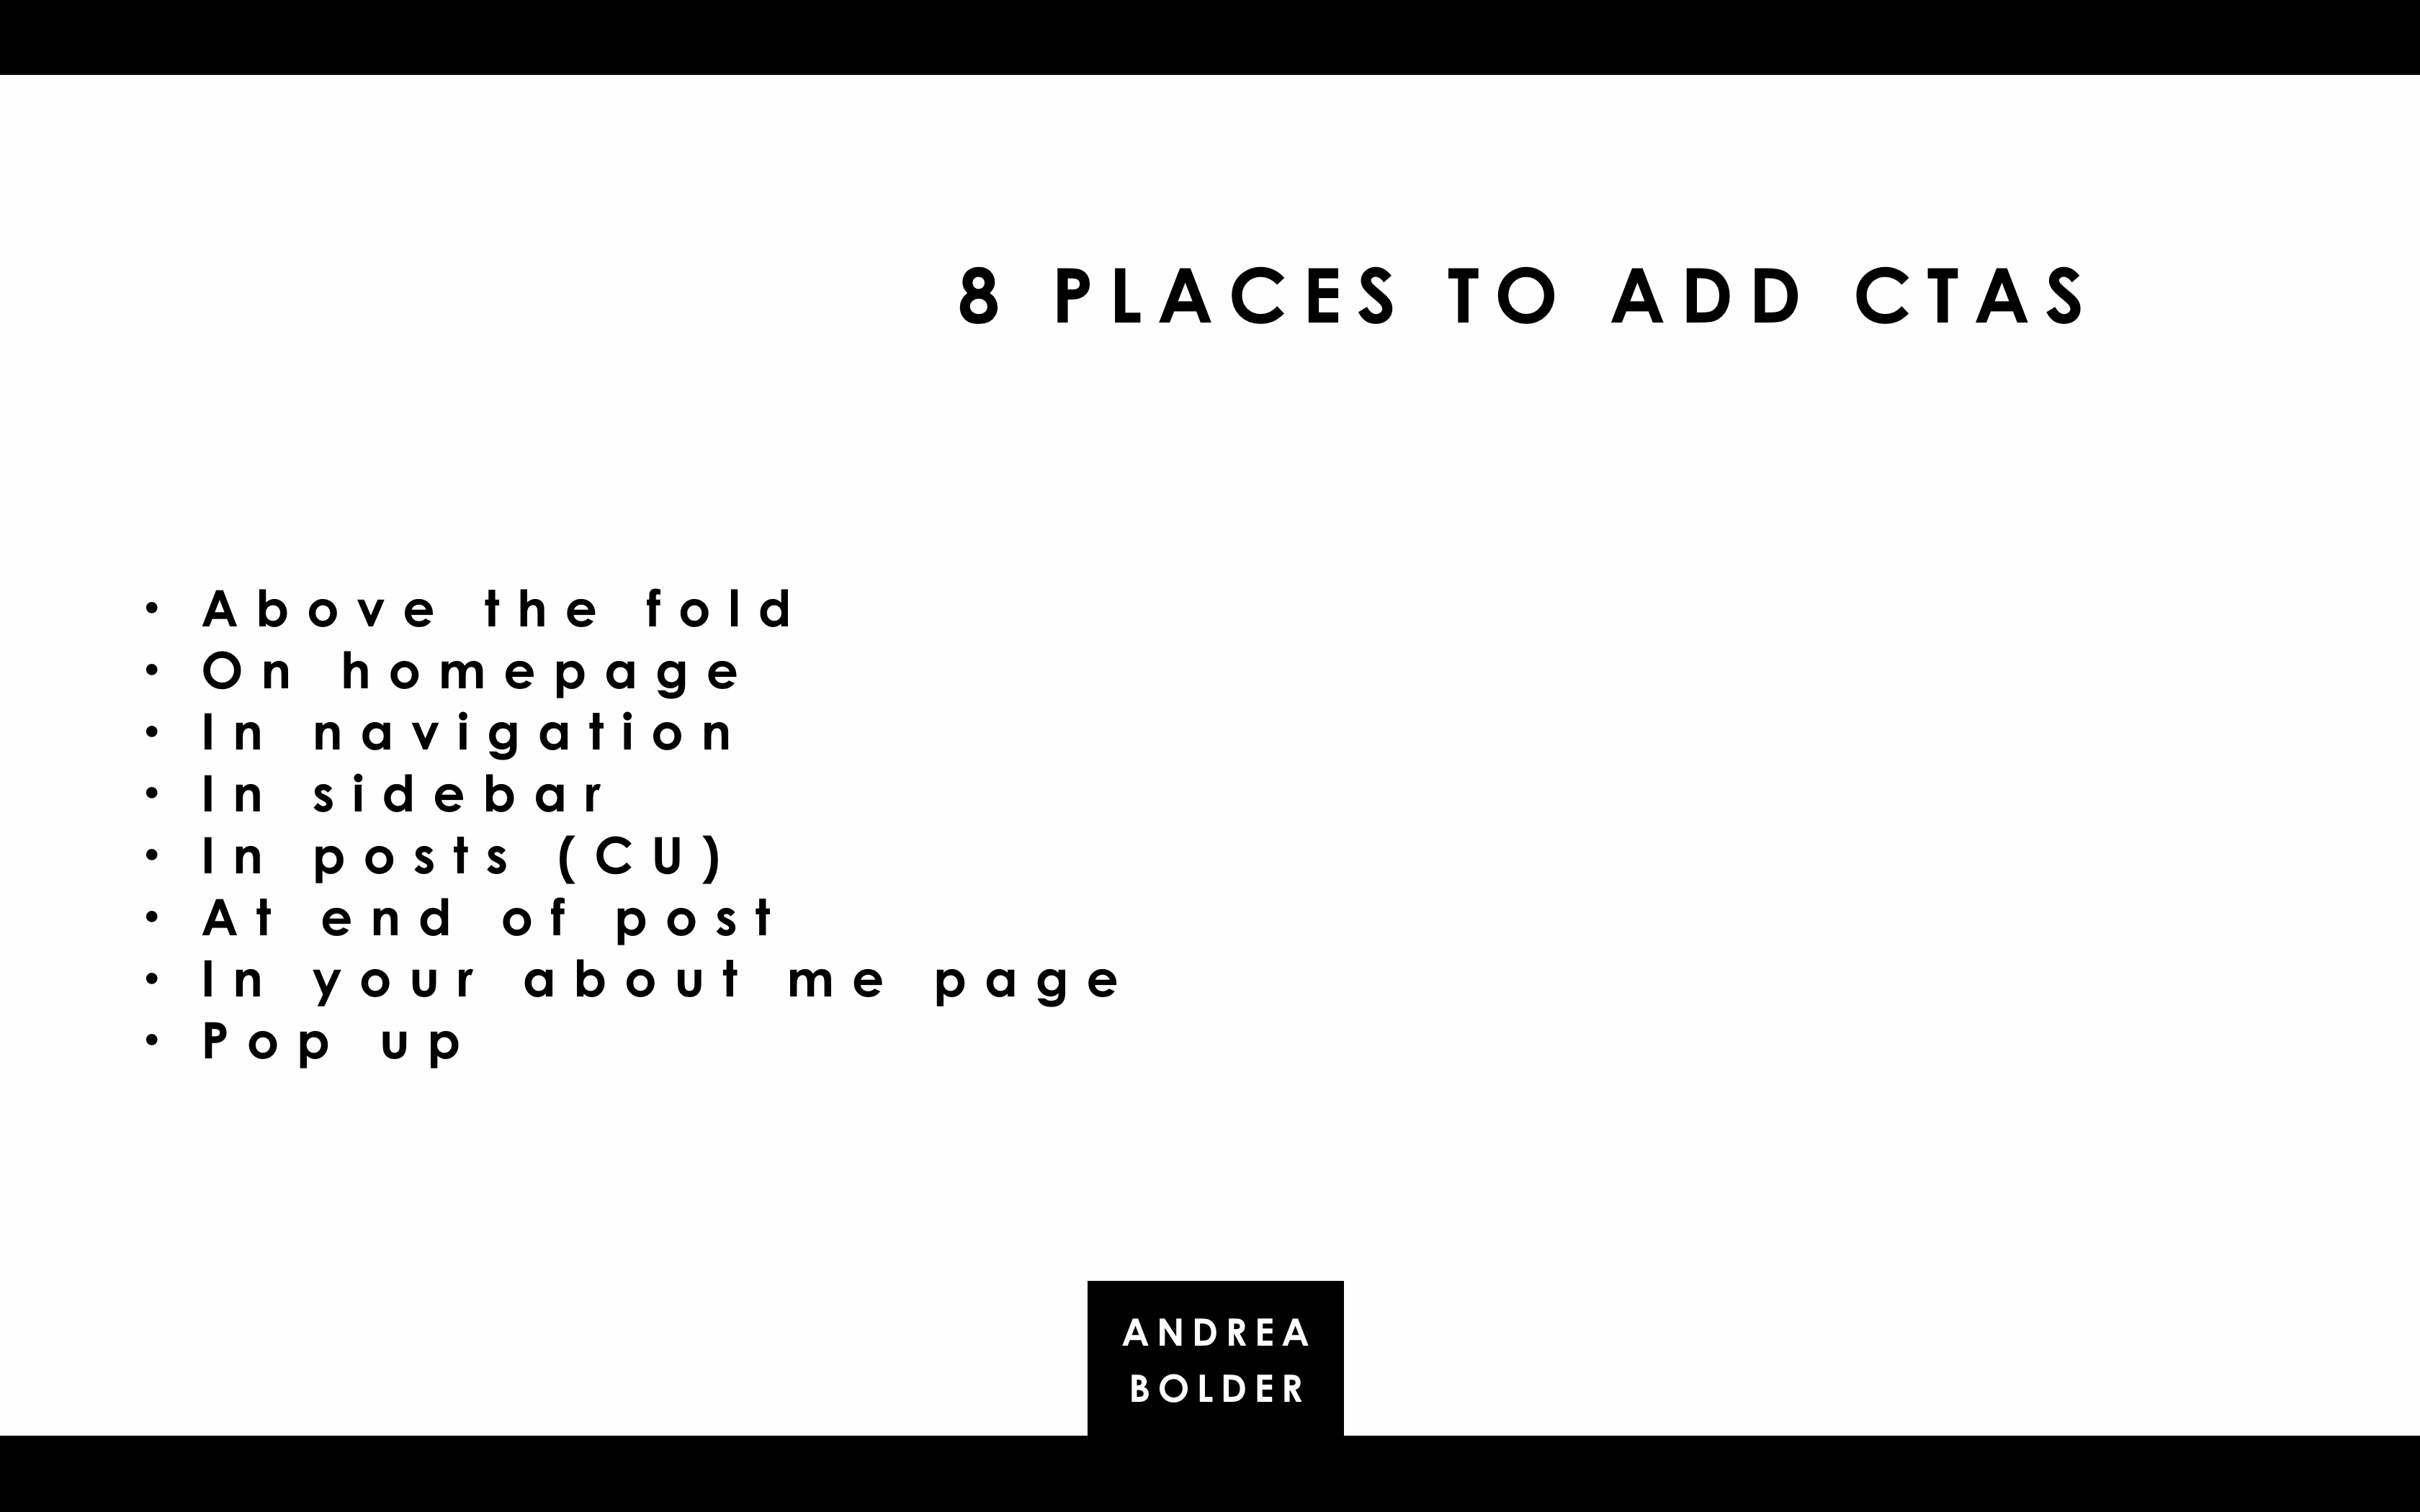 8 PLACES TO ADD CTAS
• Above the fold
• On homepage
• In navigation
• In sidebar
• In posts (CU)
• At end of post
• In your about me page
• Pop up
ANDREA
BOLDER